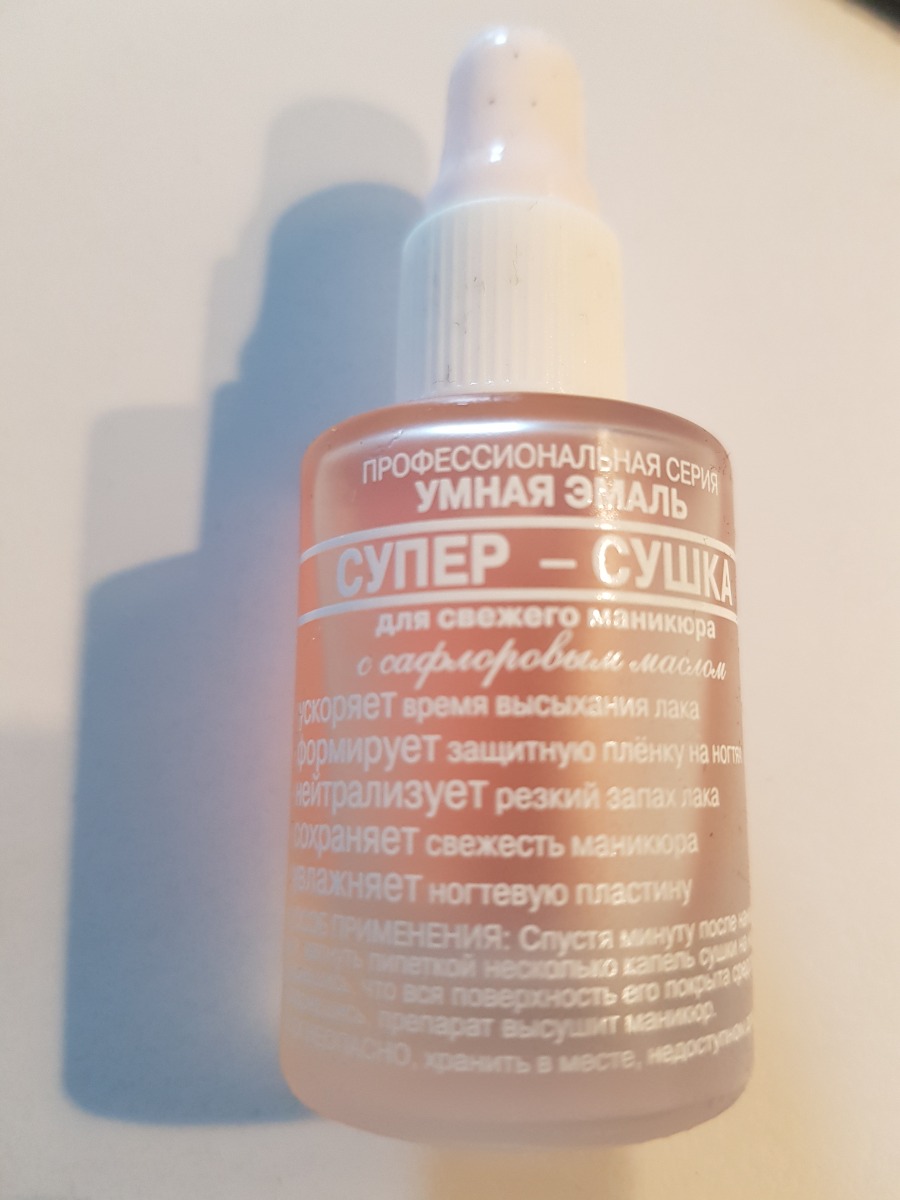 ПРОФЕССИОНАЛЬНАЯ СЕРИЯ
УМНАЯ ЭМАЛЬ
СУПЕР – СУШКА
для свежего маникюра
с сафлоровым маслом
ускоряет время высыхания лака
формирует защитную плёнку на ногтях
нейтрализует резкий запах лака
сохраняет свежесть маникюра
увлажняет ногтевую пластину
ПРИМЕНЕНИЯ: Спустя минуту после
пипеткой несколько капель сушки на
что вся поверхность его покрыта
препарат высушит маникюр.
хранить в месте, недоступном